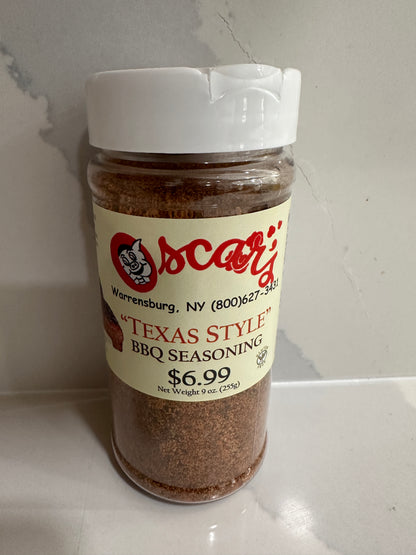 Oscar's
Warrensburg, NY (800)627-3431
"TEXAS STYLE"
BBQ SEASONING
$6.99
Net Weight 9 oz. (255g)